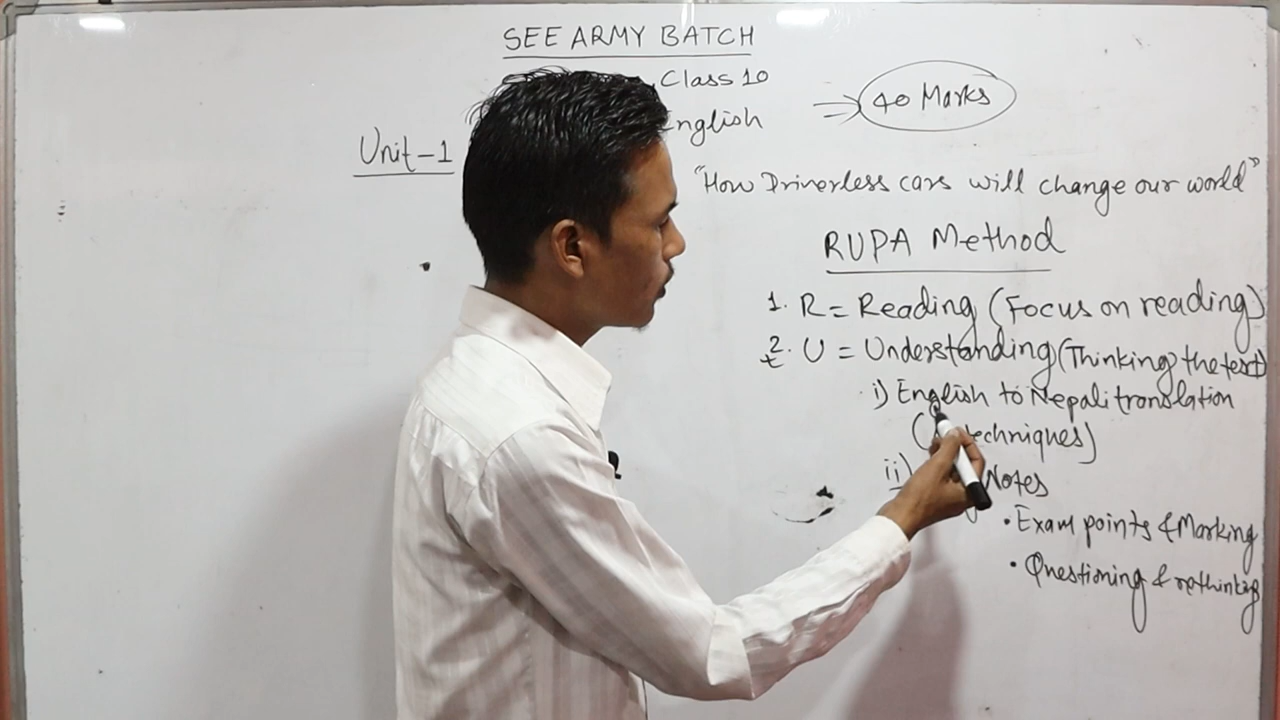 SEE ARMY BATCH
Class 10
nglish
⇒ 40 Marks
Unit-1
"How Driverless cars will change our world"
RUPA Method
1. R = Reading (Focus on reading)
2. U = Understanding (Thinking the text)
i) English to Nepali translation
( techniques)
ii) Notes
• Exam points & Marking
• Questioning & rethinking